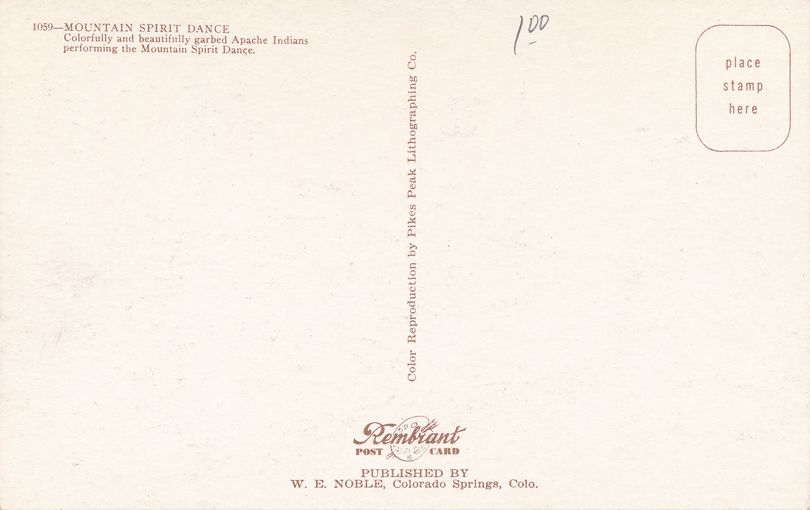 1059—MOUNTAIN SPIRIT DANCE
Colorfully and beautifully garbed Apache Indians
performing the Mountain Spirit Dance.
1 00
place
stamp
here
Color Reproduction by Pikes Peak Lithographing Co.
Rembrant
POST CARD
PUBLISHED BY
W. E. NOBLE, Colorado Springs, Colo.